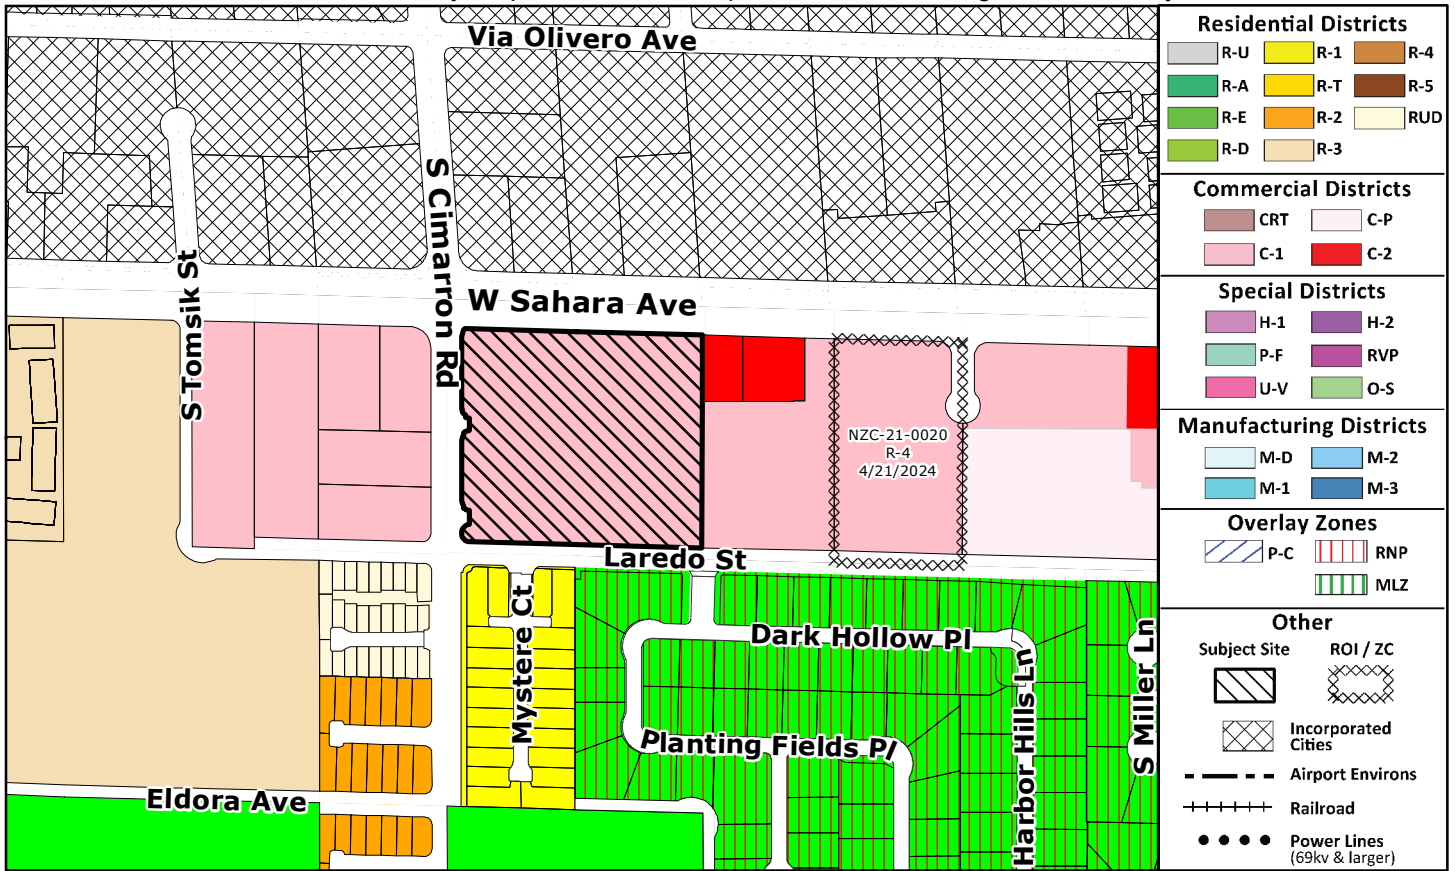 Via Olivero Ave
S Cimarron Rd
S Tomsik St
W Sahara Ave
NZC-21-0020
R-4
4/21/2024
Laredo St
Mystere Ct
Dark Hollow Pl
Planting Fields Pl
Harbor Hills Ln
S Miller Ln
Eldora Ave
Residential Districts
R-U R-1 R-4
R-A R-T R-5
R-E R-2 RUD
R-D R-3
Commercial Districts
CRT C-P
C-1 C-2
Special Districts
H-1 H-2
P-F RVP
U-V O-S
Manufacturing Districts
M-D M-2
M-1 M-3
Overlay Zones
P-C RNP
MLZ
Other
Subject Site ROI / ZC
Incorporated
Cities
Airport Environs
Railroad
Power Lines
(69kv & larger)